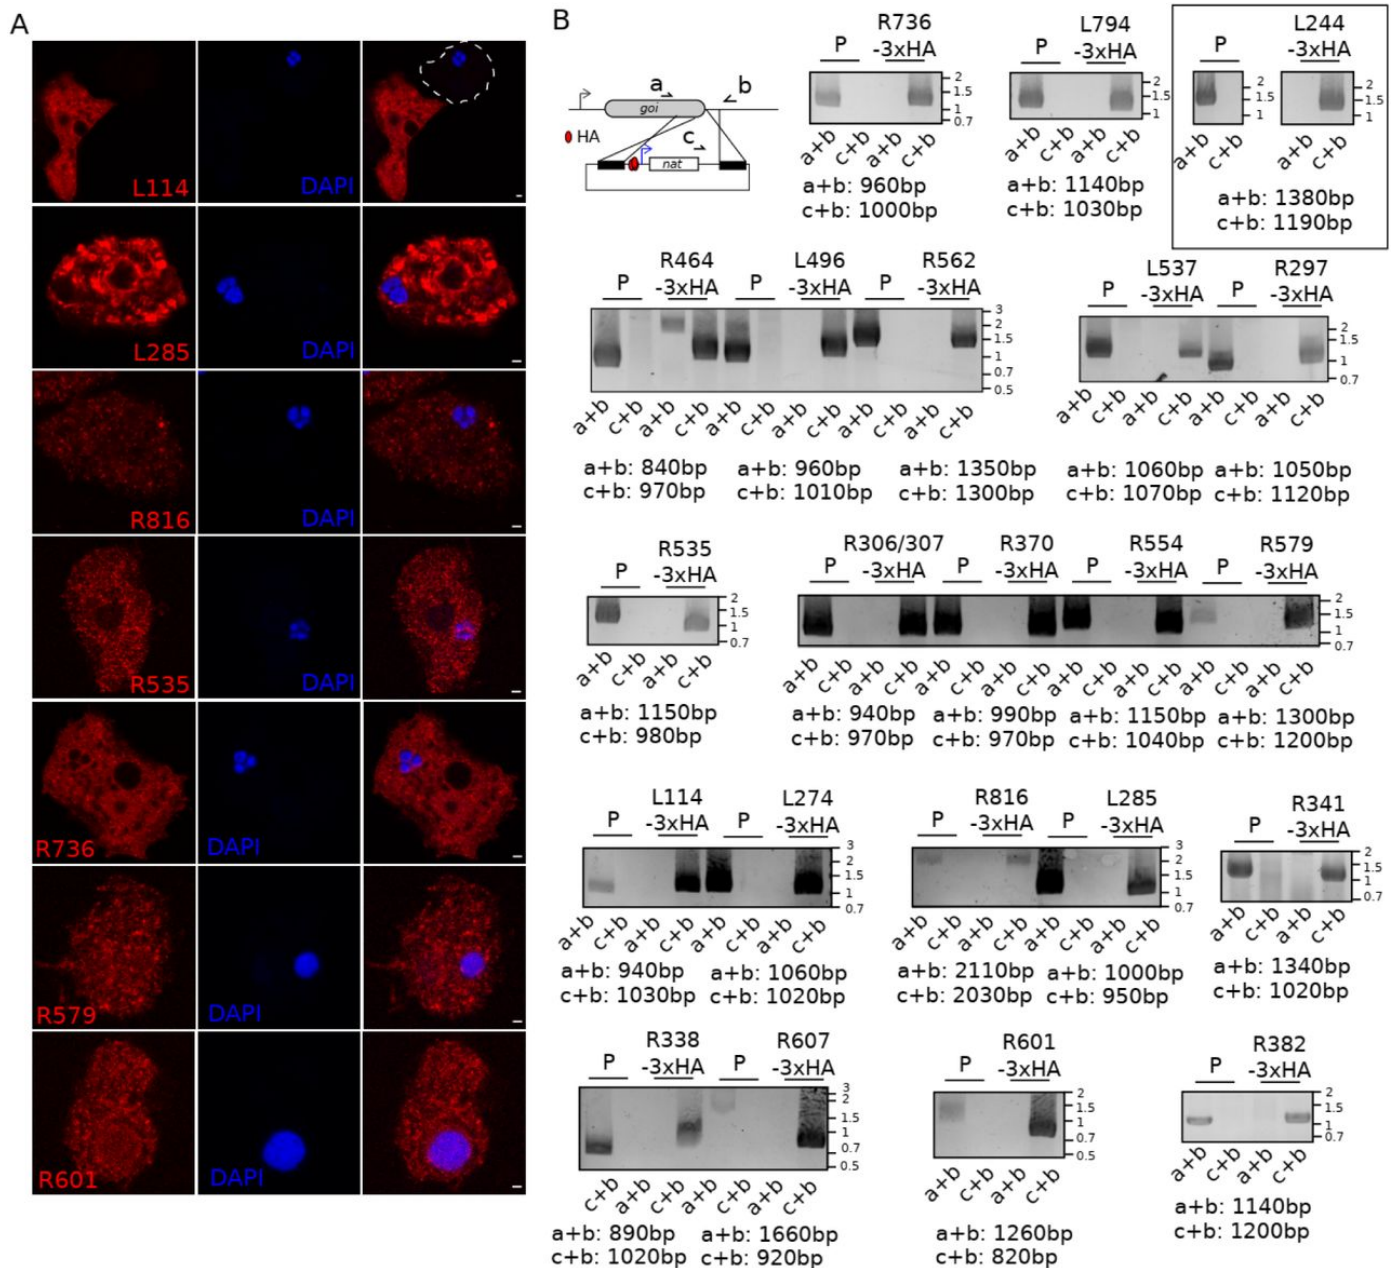 A
L114
DAPI
L285
DAPI
R816
DAPI
R535
DAPI
R736
DAPI
R579
DAPI
R601
DAPI
B
a
b
goi
HA
c
nat
R736
P -3xHA
2
1.5
1
0.7
a+b c+b a+b c+b
a+b: 960bp
c+b: 1000bp
L794
P -3xHA
2
1.5
1
a+b c+b a+b c+b
a+b: 1140bp
c+b: 1030bp
L244
P -3xHA
2
1.5
1
a+b c+b a+b c+b
a+b: 1380bp
c+b: 1190bp
R464 L496 R562
P -3xHA P -3xHA P -3xHA
3
2
1.5
1
0.7
0.5
a+b c+b a+b c+b a+b c+b a+b c+b a+b c+b a+b c+b
a+b: 840bp a+b: 960bp a+b: 1350bp
c+b: 970bp c+b: 1010bp c+b: 1300bp
L537 R297
P -3xHA P -3xHA
2
1.5
1
0.7
a+b c+b a+b c+b a+b c+b a+b c+b
a+b: 1060bp a+b: 1050bp
c+b: 1070bp c+b: 1120bp
R535
P -3xHA
2
1.5
1
0.7
a+b c+b a+b c+b
a+b: 1150bp
c+b: 980bp
R306/307 R370 R554 R579
P -3xHA P -3xHA P -3xHA P -3xHA
2
1.5
1
0.7
a+b c+b a+b c+b a+b c+b a+b c+b a+b c+b a+b c+b a+b c+b a+b c+b
a+b: 940bp a+b: 990bp a+b: 1150bp a+b: 1300bp
c+b: 970bp c+b: 970bp c+b: 1040bp c+b: 1200bp
L114 L274
P -3xHA P -3xHA
3
2
1.5
1
0.7
a+b c+b a+b c+b a+b c+b a+b c+b
a+b: 940bp a+b: 1060bp
c+b: 1030bp c+b: 1020bp
R816 L285
P -3xHA P -3xHA
3
2
1.5
1
0.7
a+b c+b a+b c+b a+b c+b a+b c+b
a+b: 2110bp a+b: 1000bp
c+b: 2030bp c+b: 950bp
R341
P -3xHA
2
1.5
1
0.7
a+b c+b a+b c+b
a+b: 1340bp
c+b: 1020bp
R338 R607
P -3xHA P -3xHA
3
2
1.5
1
0.7
0.5
c+b a+b c+b a+b c+b a+b c+b
a+b: 890bp a+b: 1660bp
c+b: 1020bp c+b: 920bp
R601
P -3xHA
2
1.5
1
0.7
0.5
a+b c+b a+b c+b
a+b: 1260bp
c+b: 820bp
R382
P -3xHA
2
1.5
1
0.7
a+b c+b a+b c+b
a+b: 1140bp
c+b: 1200bp